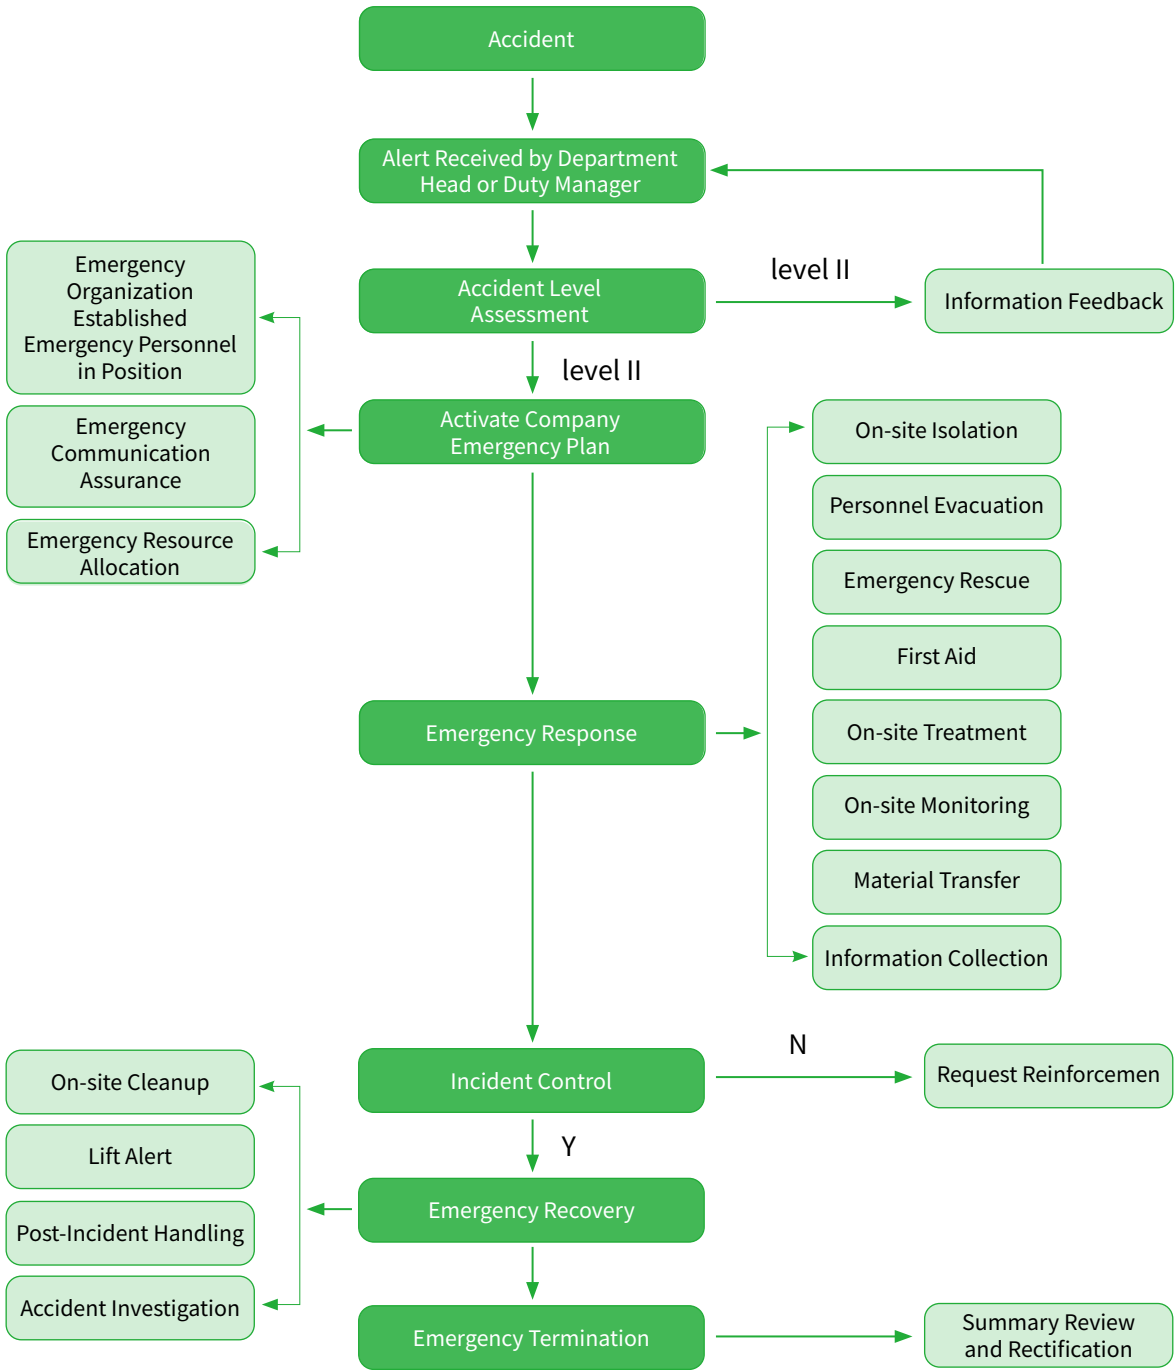 Accident
Alert Received by Department
Head or Duty Manager
Accident Level
Assessment
level II
Information Feedback
level II
Activate Company
Emergency Plan
Emergency
Organization
Established
Emergency Personnel
in Position
Emergency
Communication
Assurance
Emergency Resource
Allocation
Emergency Response
On-site Isolation
Personnel Evacuation
Emergency Rescue
First Aid
On-site Treatment
On-site Monitoring
Material Transfer
Information Collection
Incident Control
N
Request Reinforcemen
Y
Emergency Recovery
On-site Cleanup
Lift Alert
Post-Incident Handling
Accident Investigation
Emergency Termination
Summary Review
and Rectification